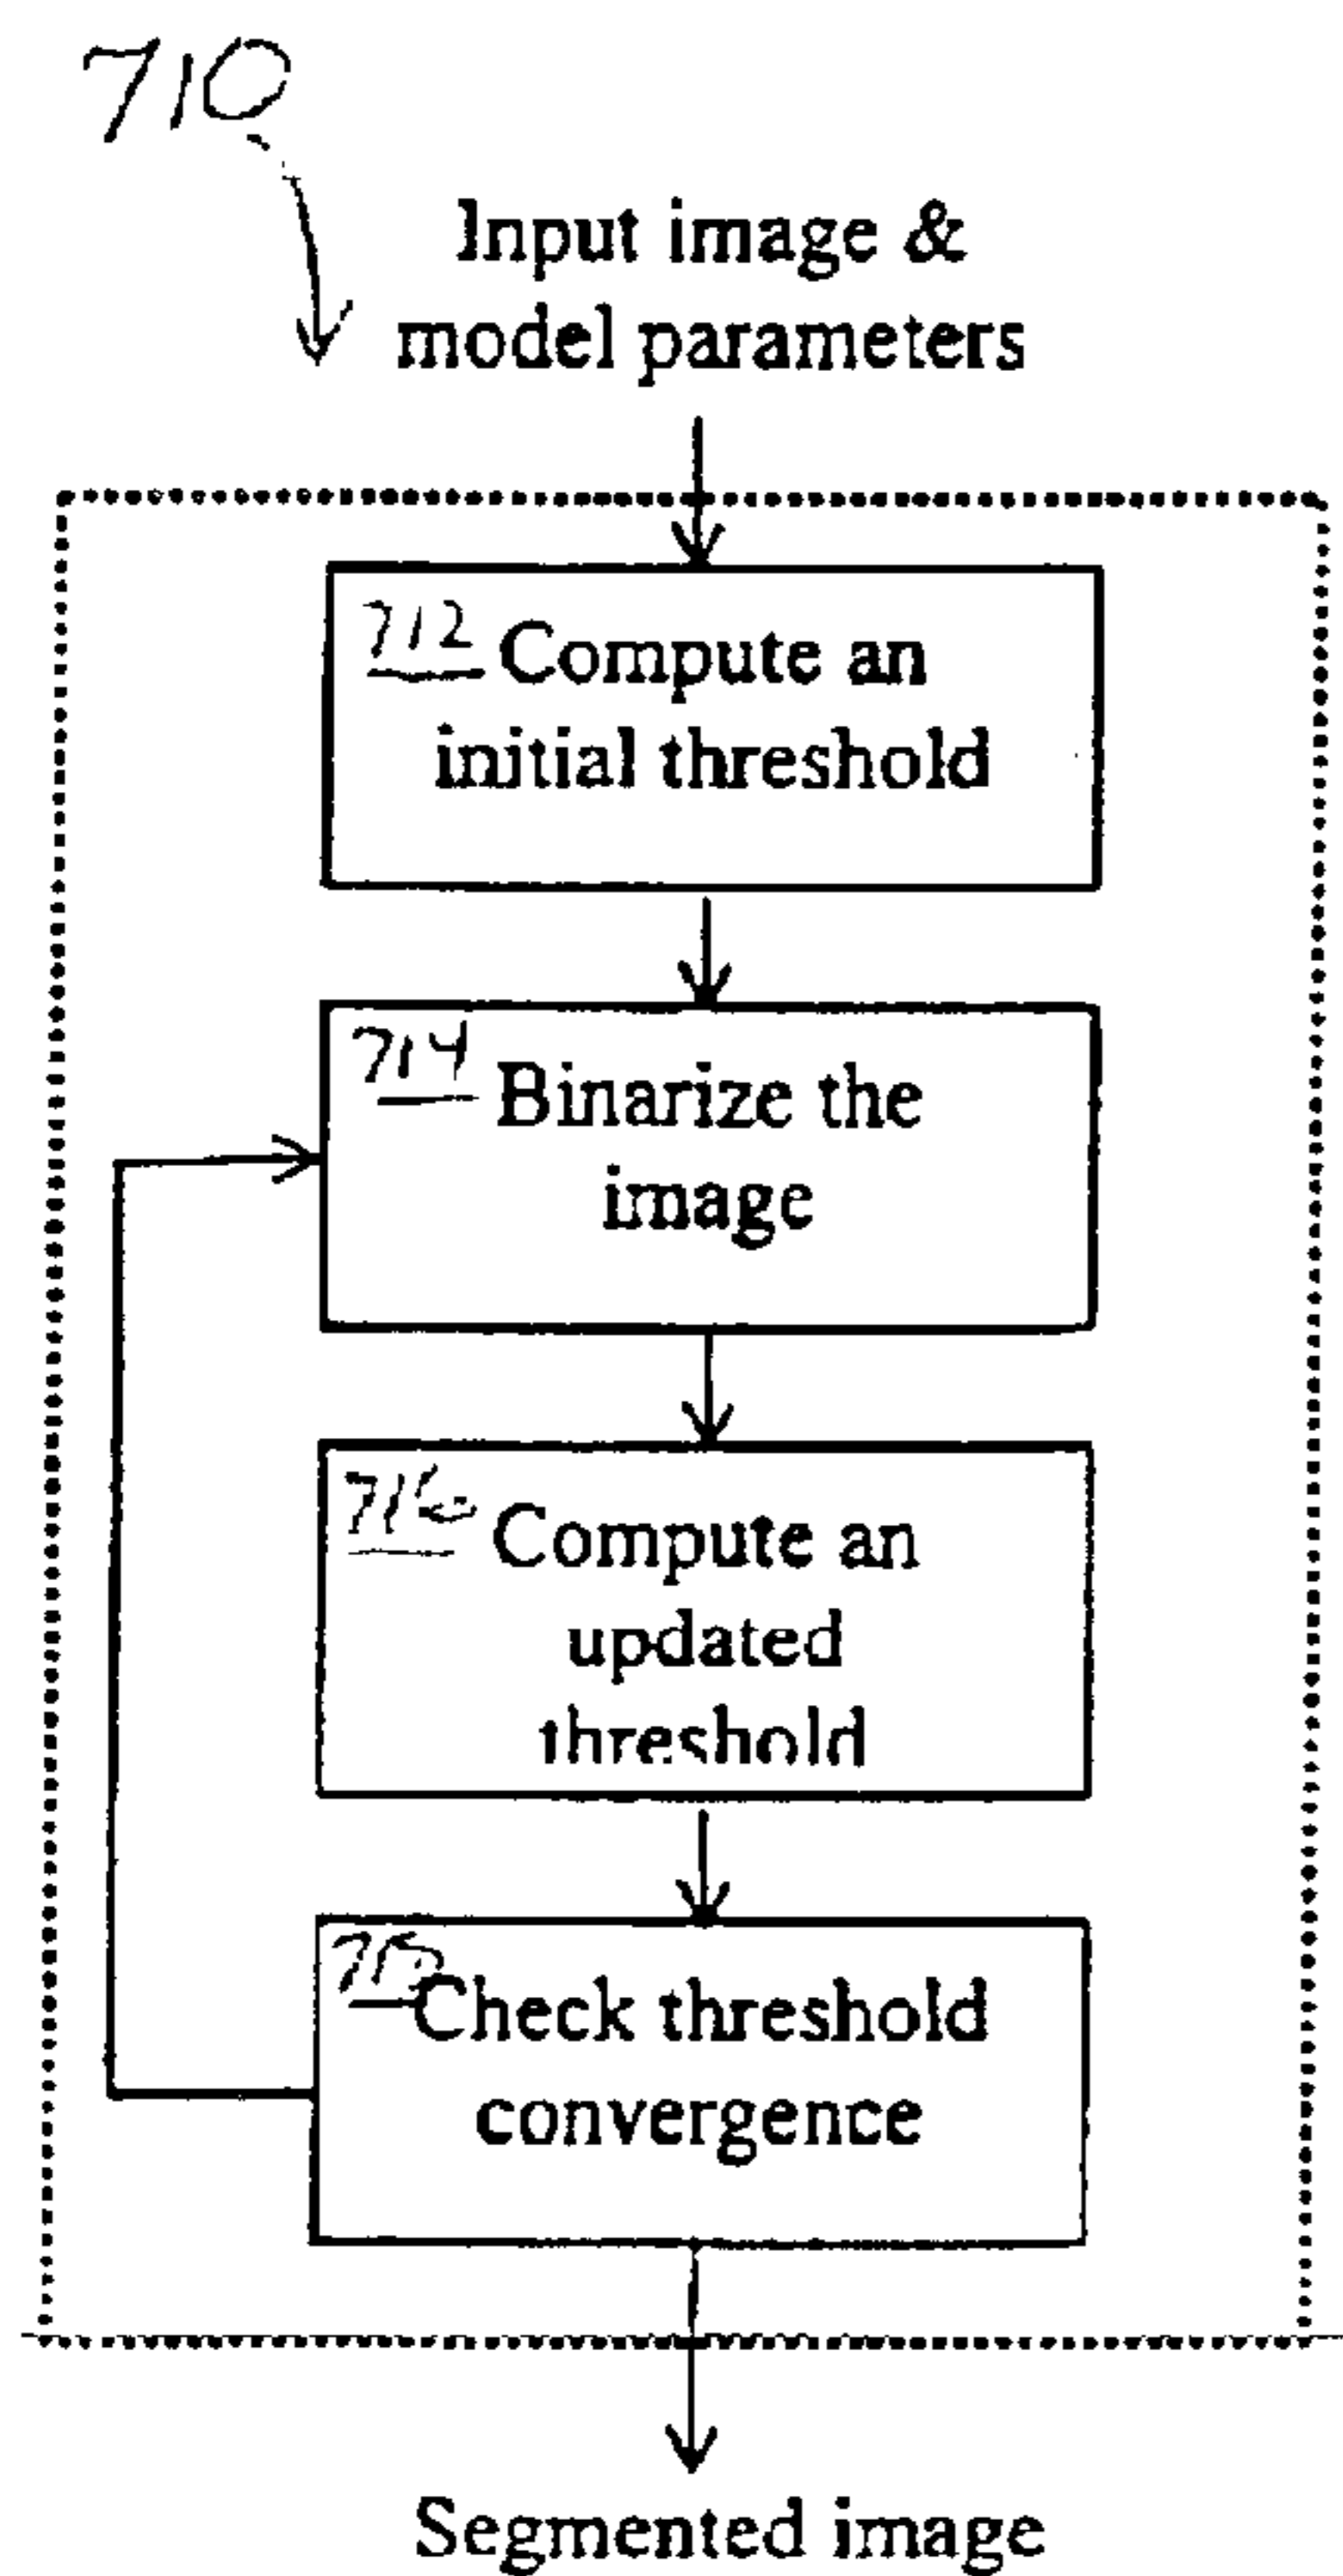 710
Input image &
model parameters
712 Compute an
initial threshold
714 Binarize the
image
716 Compute an
updated
threshold
Check threshold
convergence
Segmented image